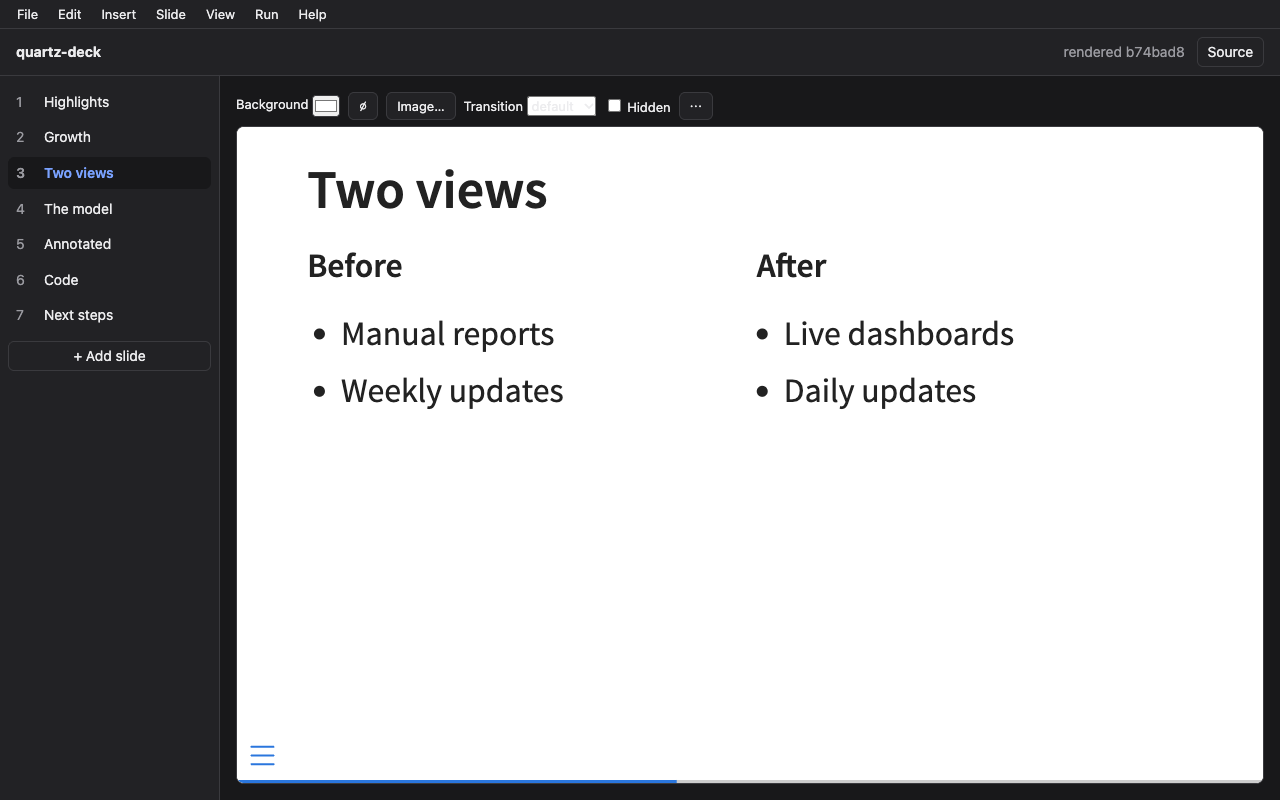 File Edit Insert Slide View Run Help
quartz-deck
rendered b74bad8 Source
1 Highlights
2 Growth
3 Two views
4 The model
5 Annotated
6 Code
7 Next steps
+ Add slide
Background ∅ Image... Transition default Hidden ...
Two views
Before
• Manual reports
• Weekly updates
After
• Live dashboards
• Daily updates